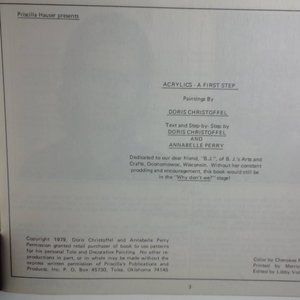 Priscilla Hauser presents
ACRYLICS - A FIRST STEP
Paintings By
DORIS CHRISTOFFEL
Text and Step-by-Step by
DORIS CHRISTOFFEL
AND
ANNABELLE PERRY
Dedicated to our dear friend, "B.J.", of B. J.'s Arts and
Crafts, Oconomowoc, Wisconsin. Without her constant
prodding and encouragement, this book would still be
in the "Why don't we?" stage!
Copyright 1979, Doris Christoffel and Annabelle Perry
Permission granted retail purchaser of book to use patterns
for his personal Tole and Decorative Painting. No other re-
productions in part, or in whole may be made without the
express written permission of Priscilla's Publications and
Products, Inc. P. O. Box 45730, Tulsa, Oklahoma 74145
Color by Cherokee
Printed by
Edited by Libby
3